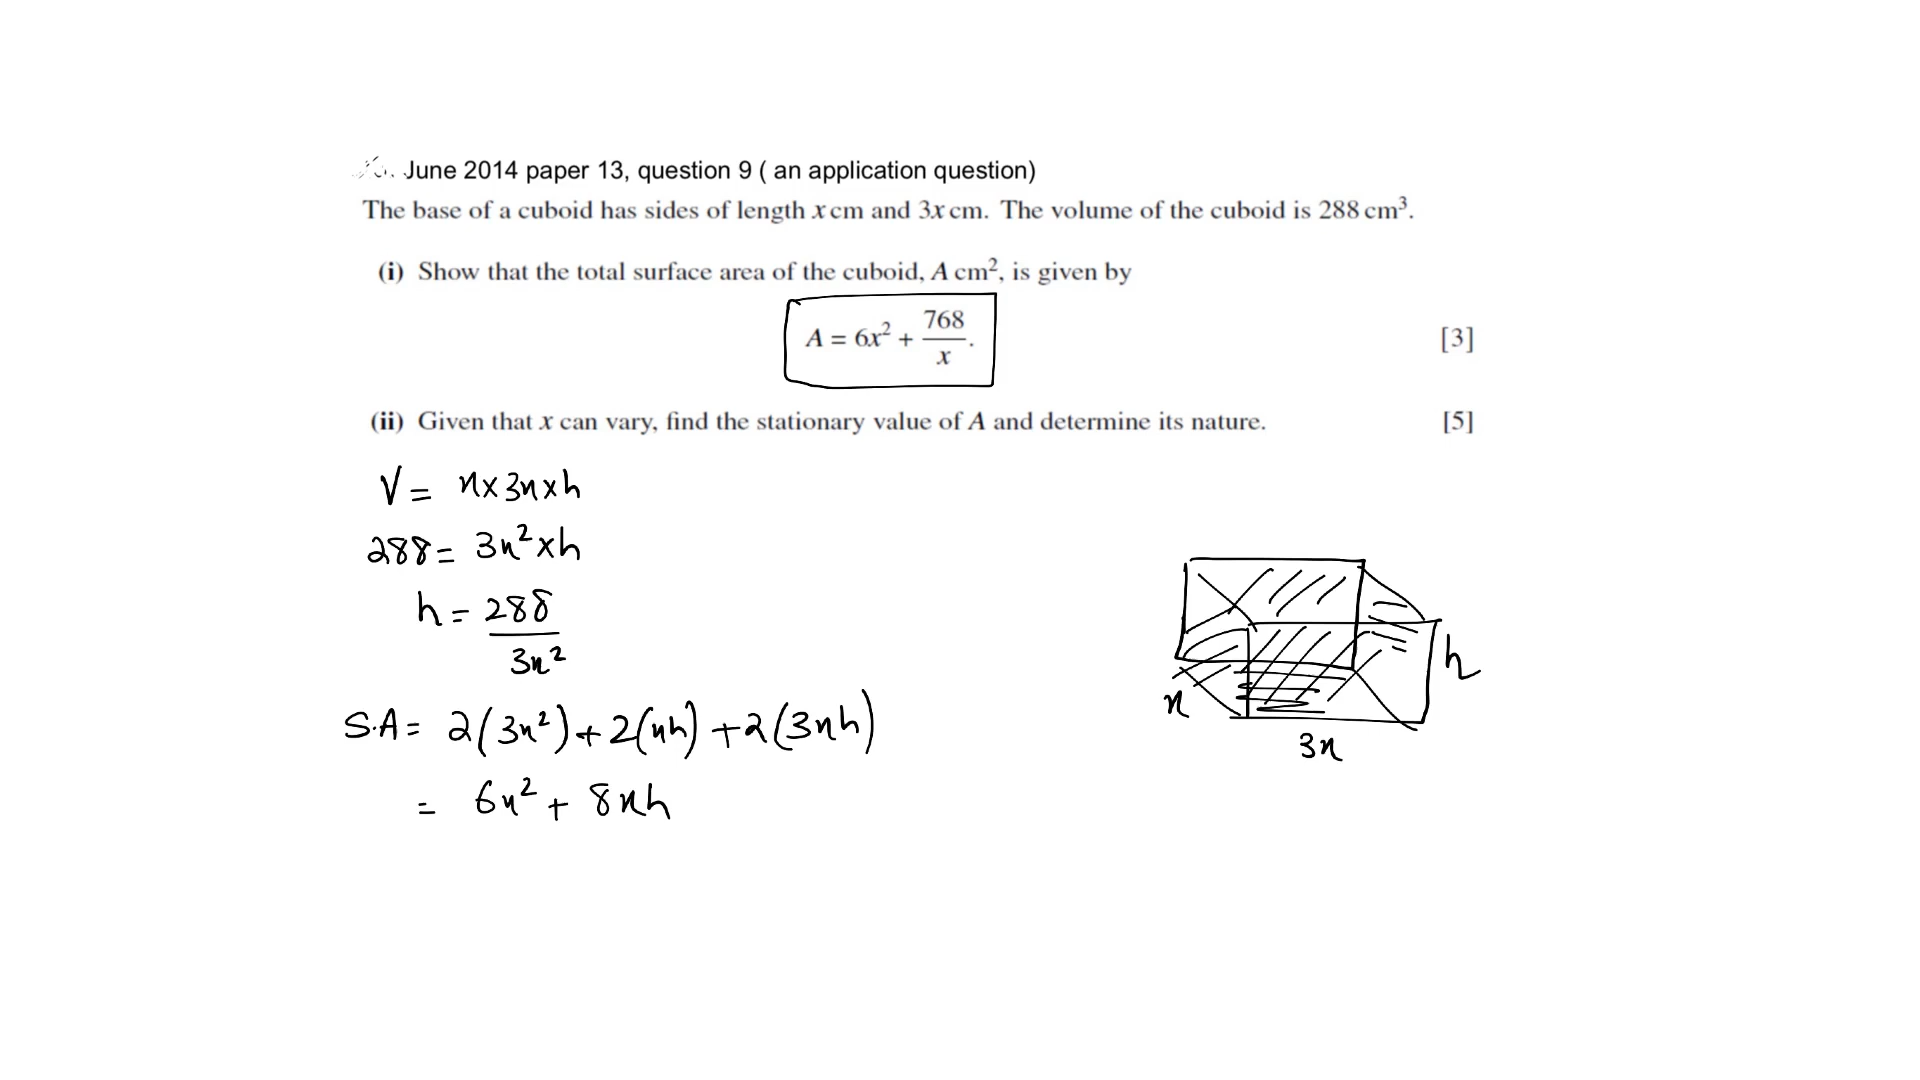 June 2014 paper 13, question 9 ( an application question)
The base of a cuboid has sides of length x cm and 3x cm. The volume of the cuboid is 288 cm³.
(i) Show that the total surface area of the cuboid, A cm², is given by
A = 6x² + 768/x. [3]
(ii) Given that x can vary, find the stationary value of A and determine its nature. [5]
V = x × 3x × h
288 = 3x² × h
h = 288
3x²
S.A = 2(3x²) + 2(xh) + 2(3xh)
= 6x² + 8xh
h
x
3x